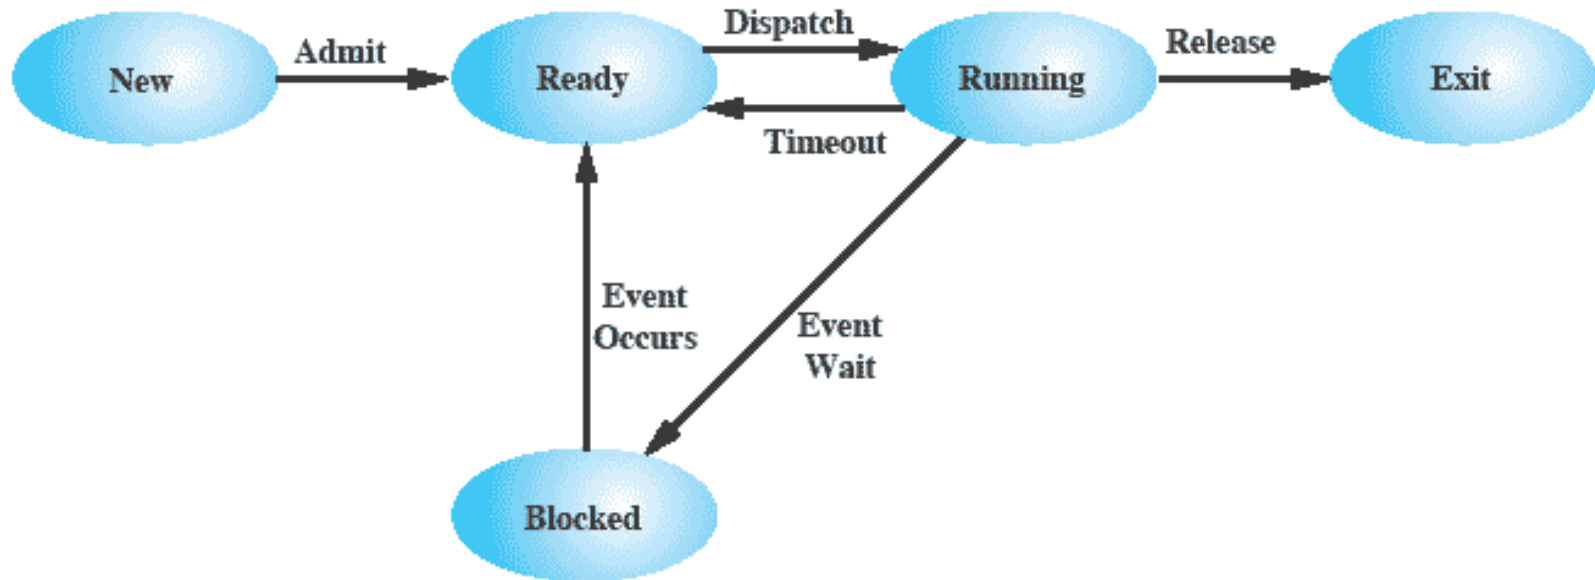 New
Admit
Ready
Dispatch
Timeout
Running
Release
Exit
Event
Occurs
Event
Wait
Blocked